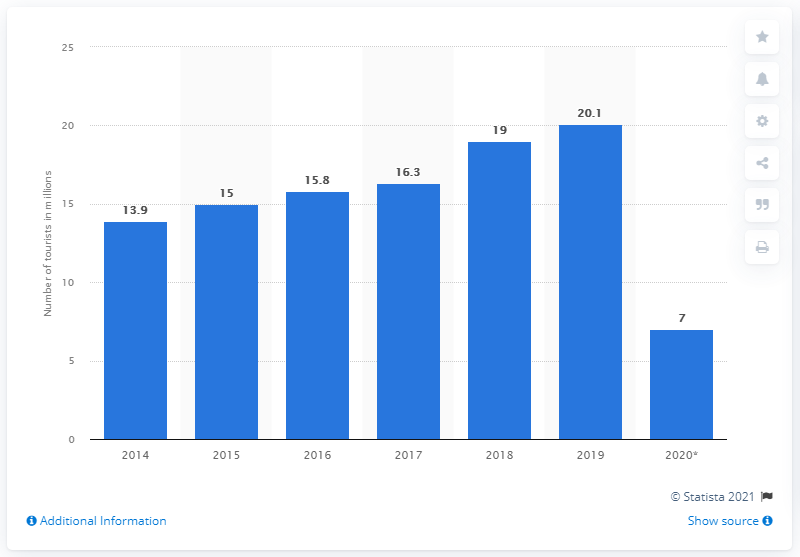 Number of tourists in millions
25
20
15
10
5
0
13.9
15
15.8
16.3
19
20.1
7
2014 2015 2016 2017 2018 2019 2020*
© Statista 2021
Additional Information
Show source